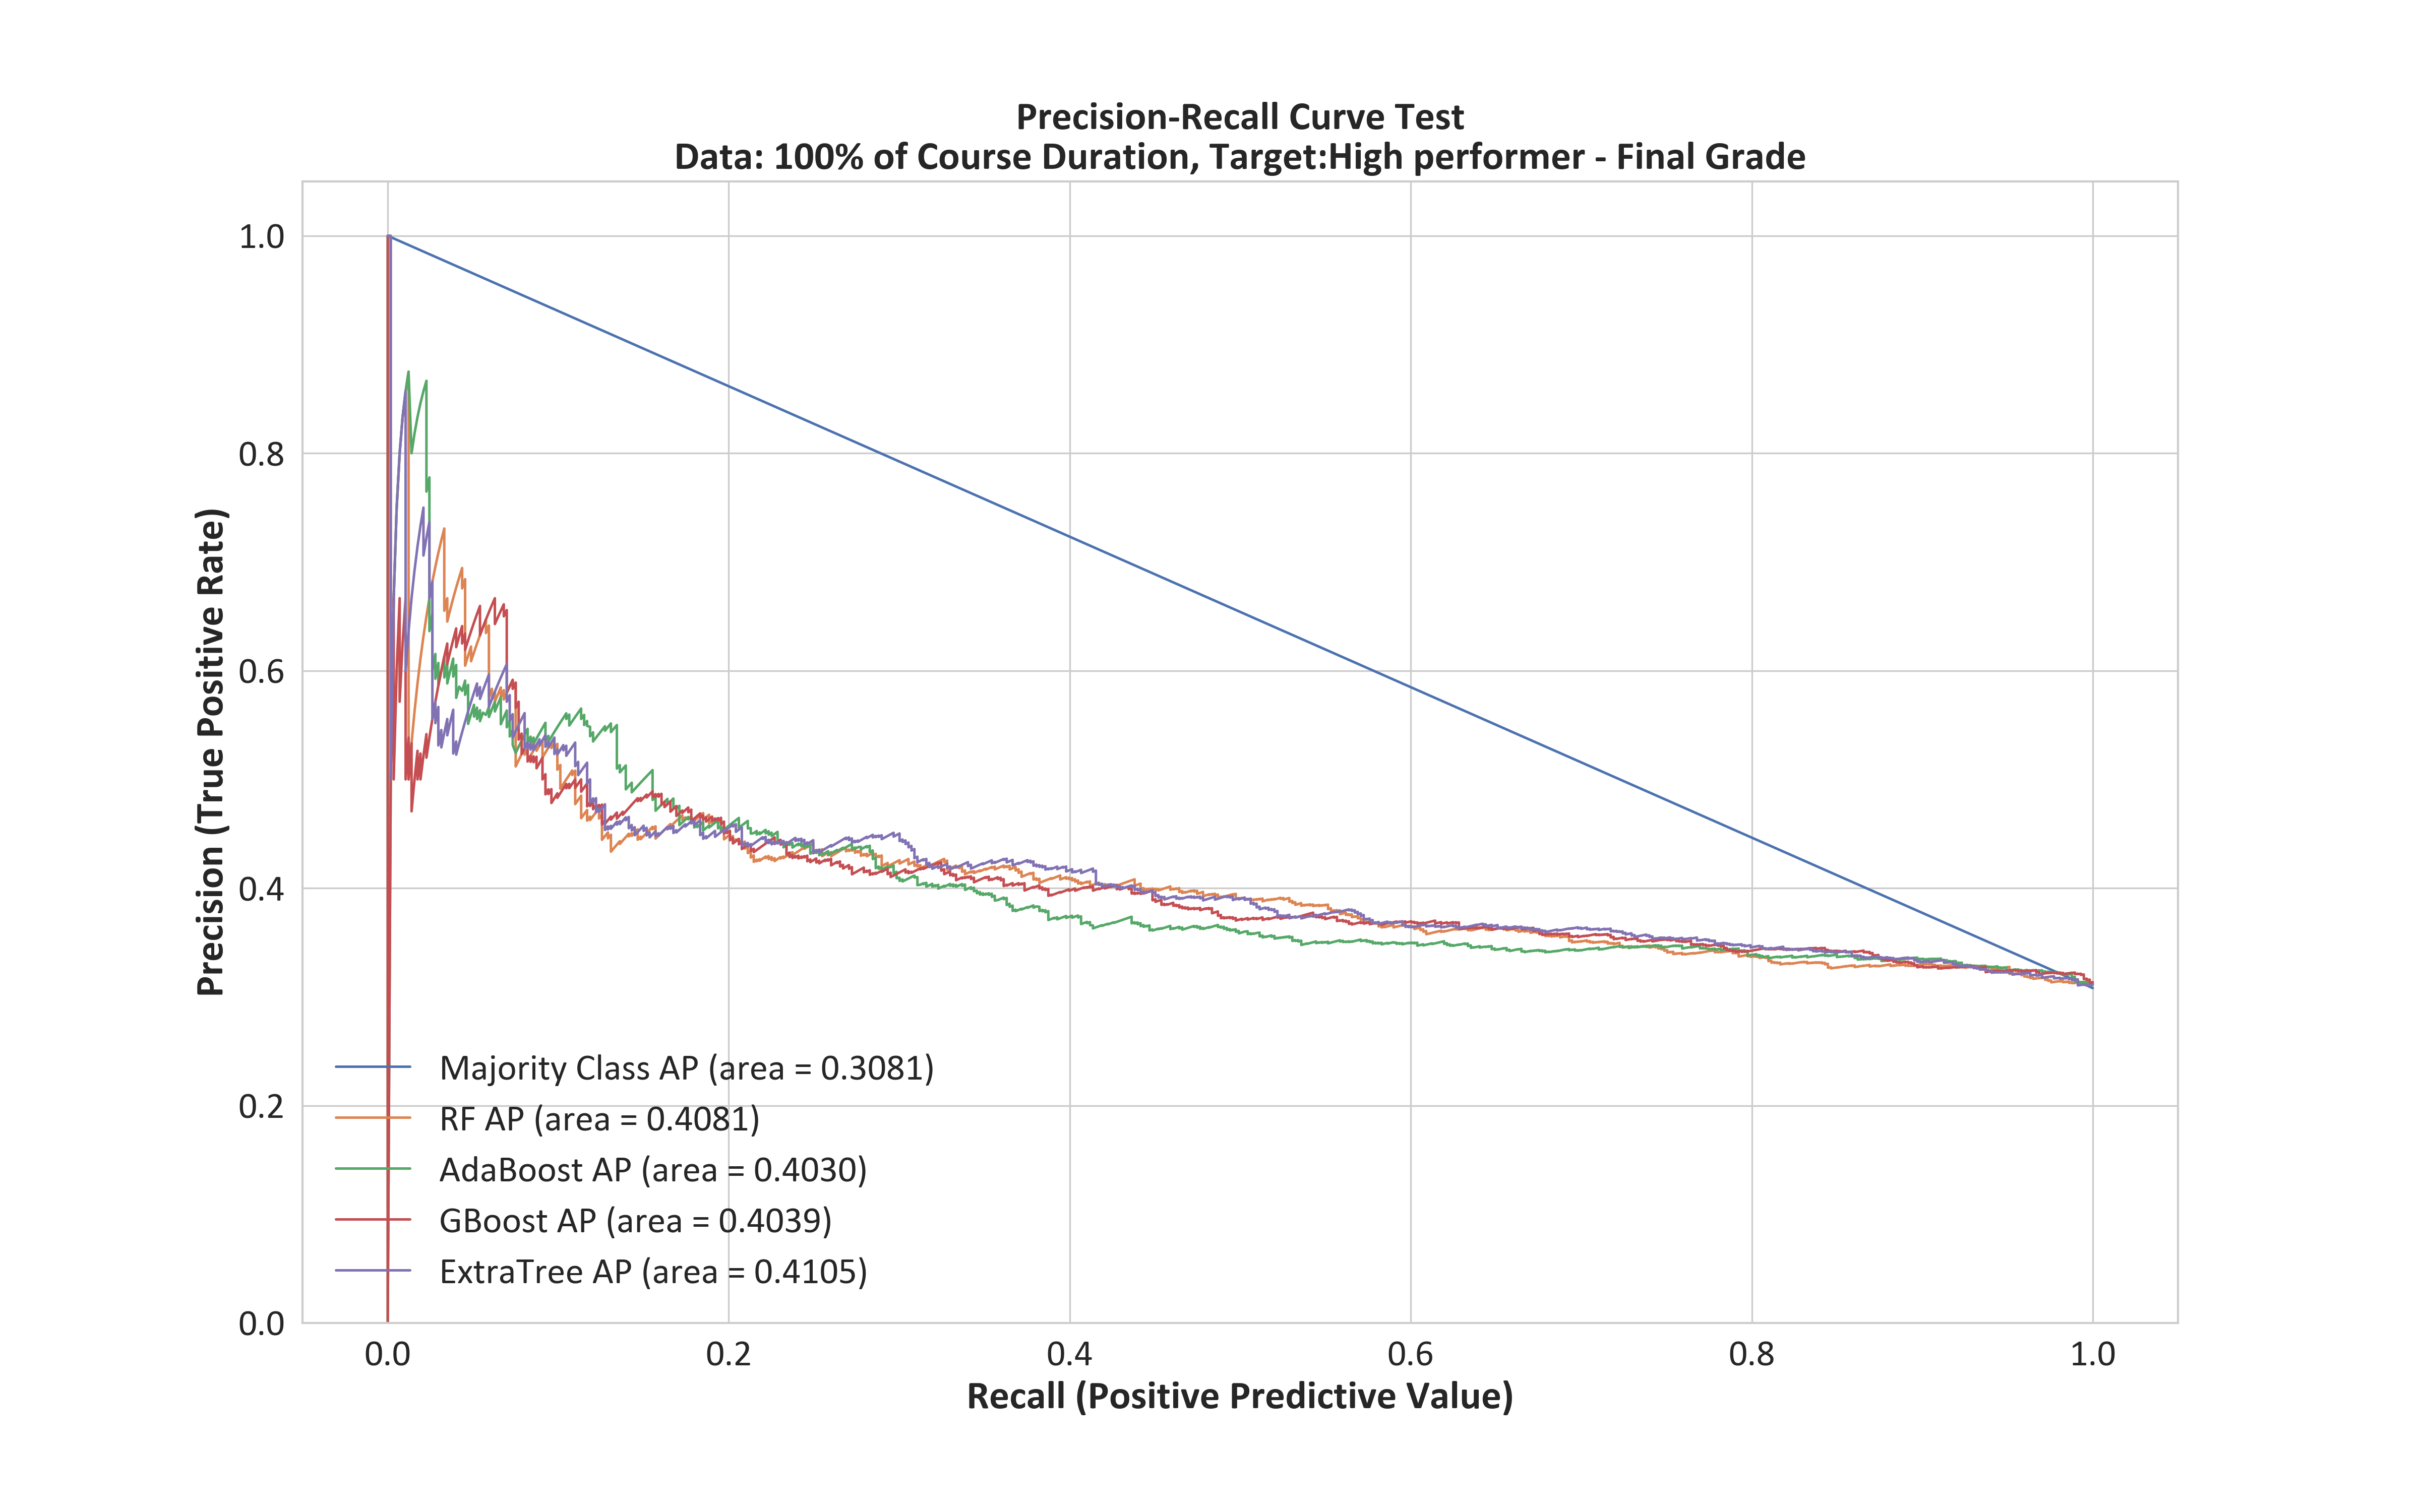 Precision-Recall Curve Test
Data: 100% of Course Duration, Target:High performer - Final Grade
Precision (True Positive Rate)
1.0
0.8
0.6
0.4
0.2
0.0
Majority Class AP (area = 0.3081)
RF AP (area = 0.4081)
AdaBoost AP (area = 0.4030)
GBoost AP (area = 0.4039)
ExtraTree AP (area = 0.4105)
0.0 0.2 0.4 0.6 0.8 1.0
Recall (Positive Predictive Value)